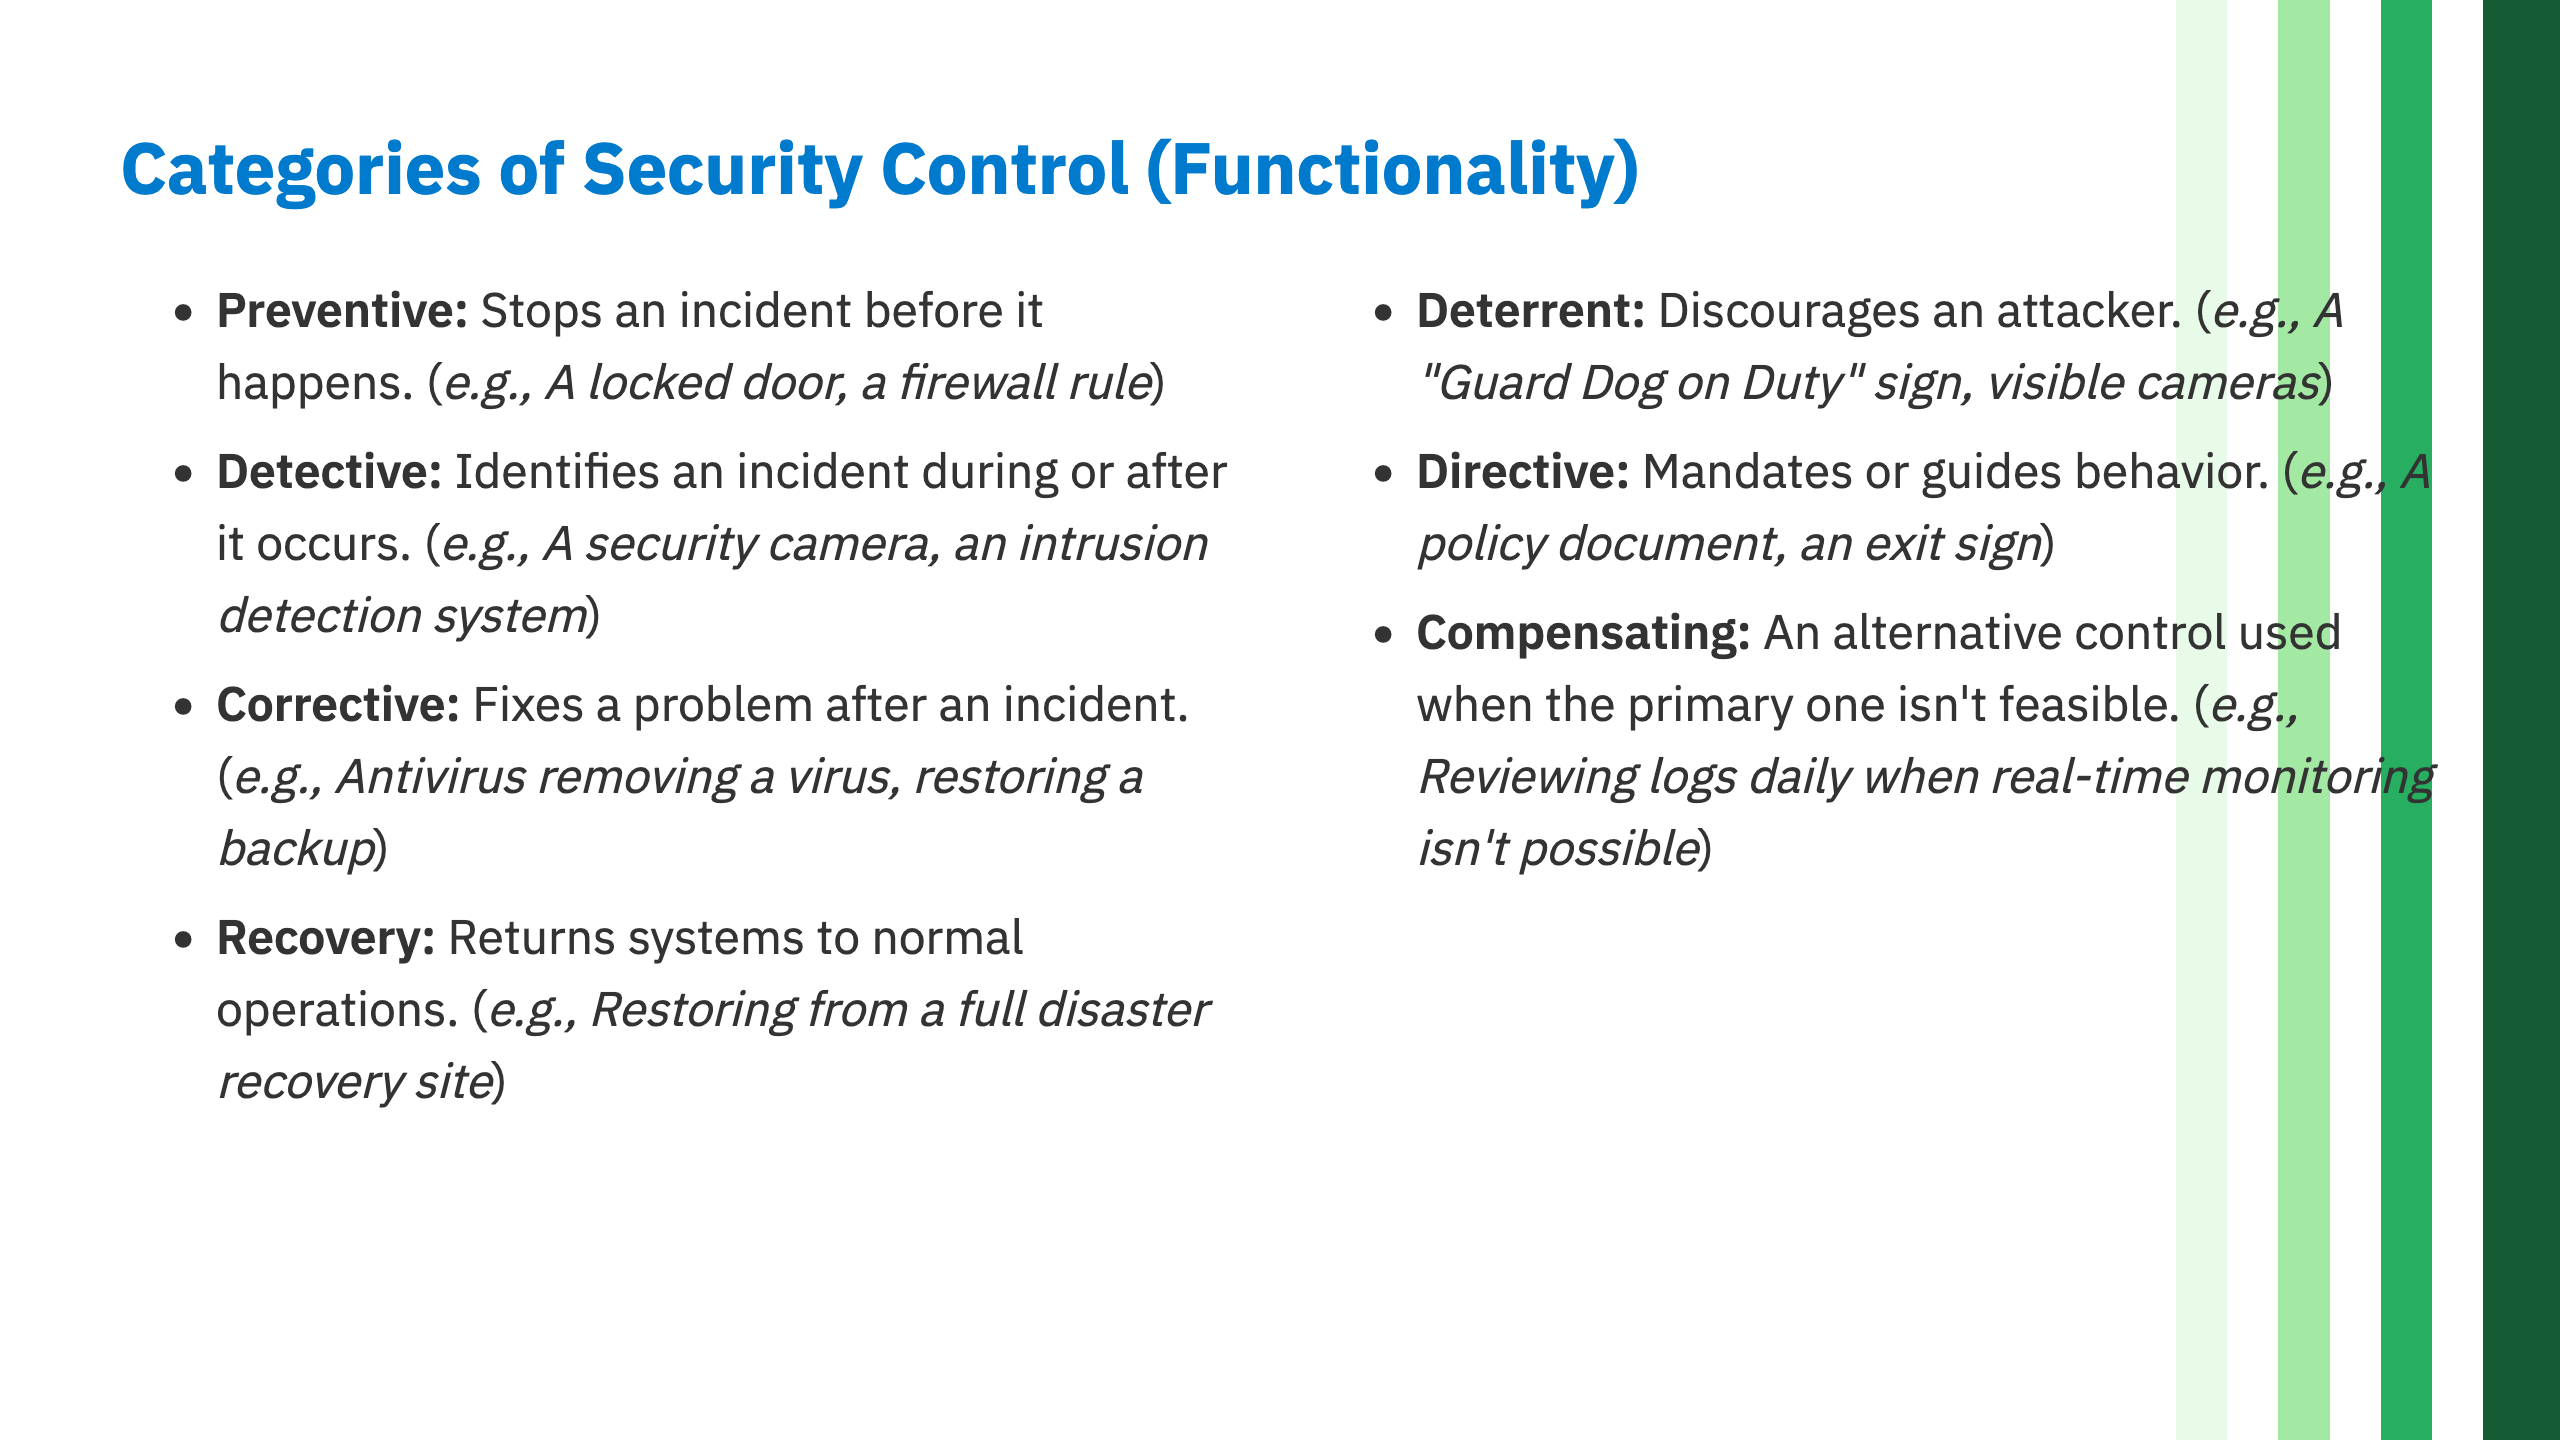 Categories of Security Control (Functionality)
• Preventive: Stops an incident before it
happens. (e.g., A locked door, a firewall rule)
• Detective: Identifies an incident during or after
it occurs. (e.g., A security camera, an intrusion
detection system)
• Corrective: Fixes a problem after an incident.
(e.g., Antivirus removing a virus, restoring a
backup)
• Recovery: Returns systems to normal
operations. (e.g., Restoring from a full disaster
recovery site)
• Deterrent: Discourages an attacker. (e.g., A
"Guard Dog on Duty" sign, visible cameras)
• Directive: Mandates or guides behavior. (e.g., A
policy document, an exit sign)
• Compensating: An alternative control used
when the primary one isn't feasible. (e.g.,
Reviewing logs daily when real-time monitoring
isn't possible)